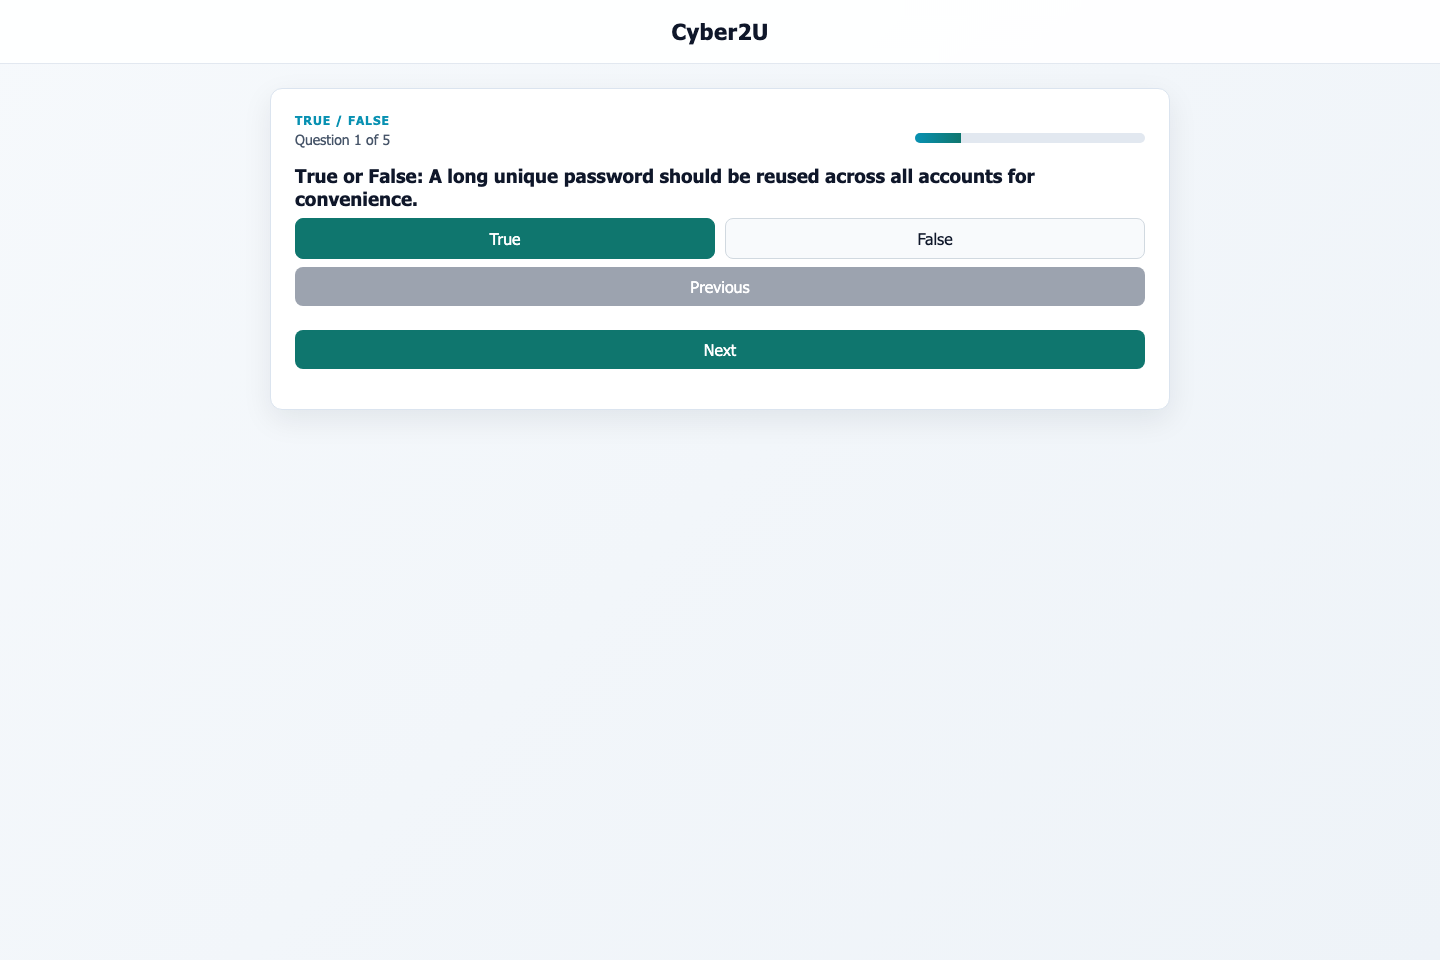 Cyber2U
TRUE / FALSE
Question 1 of 5
True or False: A long unique password should be reused across all accounts for
convenience.
True
False
Previous
Next